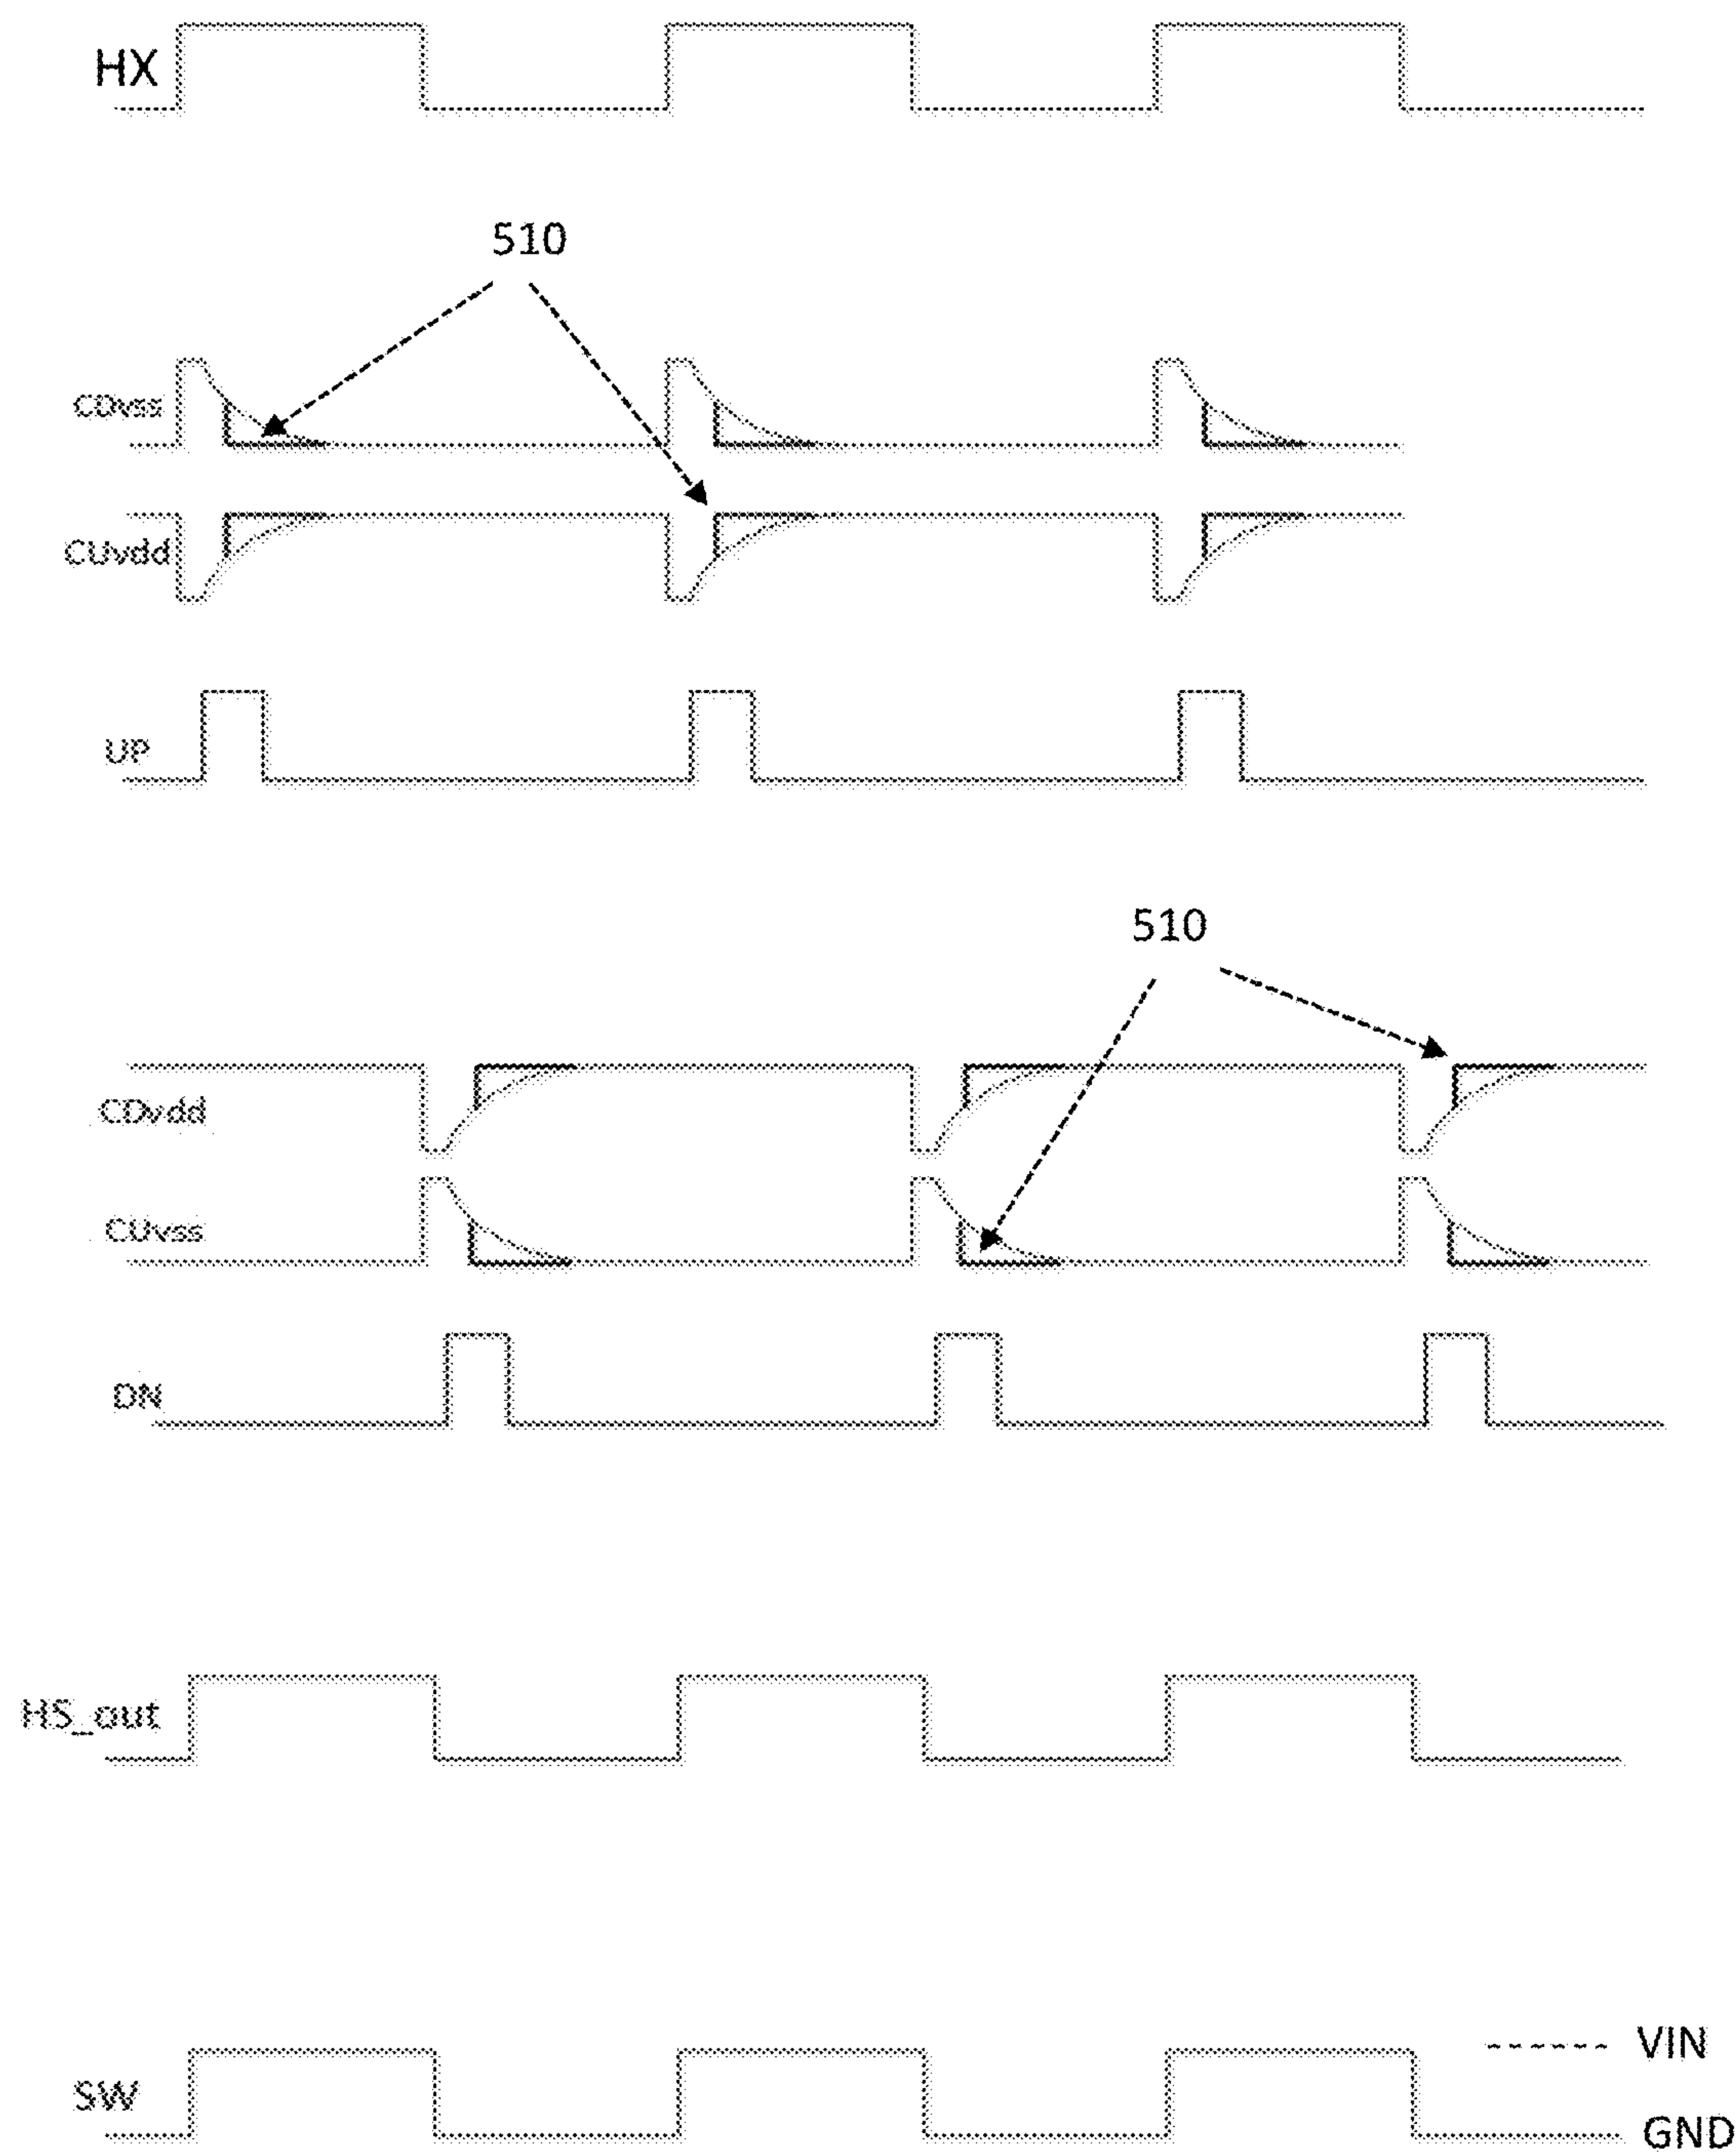 HX
510
CDvss
CUvdd
UP
510
CDvdd
CUvss
DN
HS_out
VIN
SW
GND